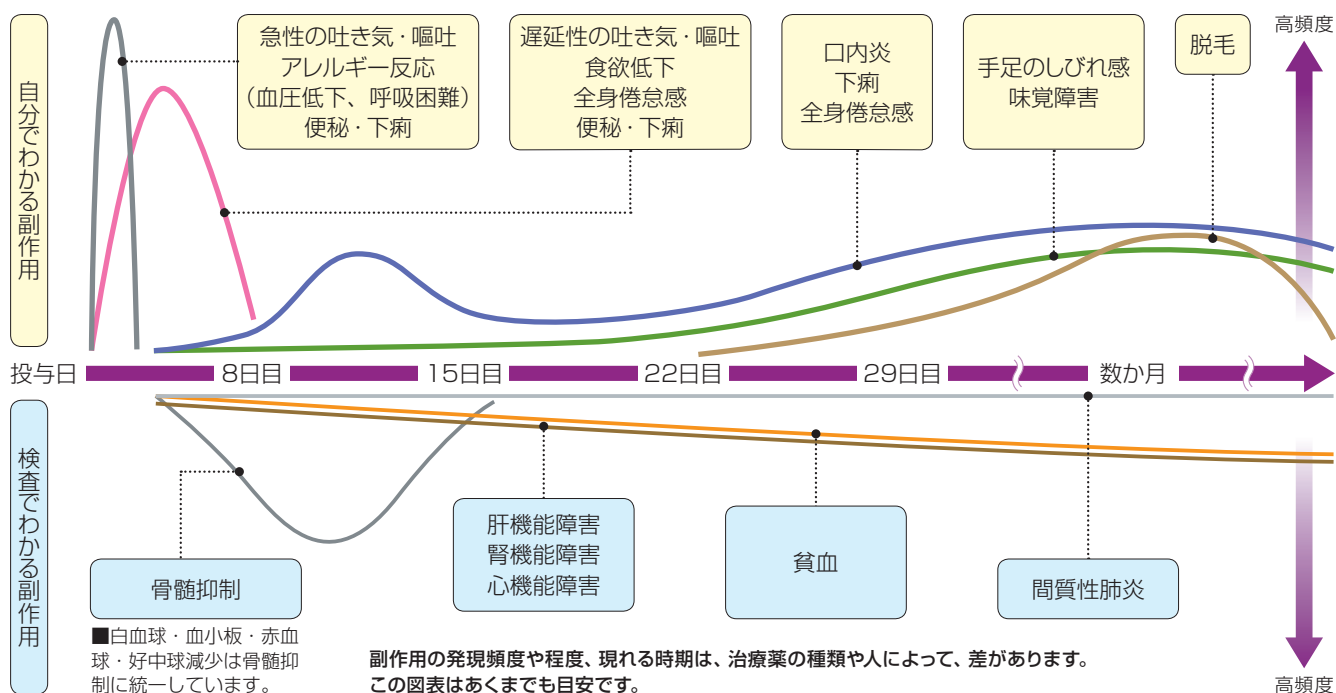 自分でわかる副作用
急性の吐き気・嘔吐
アレルギー反応
（血圧低下、呼吸困難）
便秘・下痢
遅延性の吐き気・嘔吐
食欲低下
全身倦怠感
便秘・下痢
口内炎
下痢
全身倦怠感
手足のしびれ感
味覚障害
脱毛
高頻度
投与日
8日目
15日目
22日目
29日目
数か月
検査でわかる副作用
骨髄抑制
肝機能障害
腎機能障害
心機能障害
貧血
間質性肺炎
■白血球・血小板・赤血
球・好中球減少は骨髄抑
制に統一しています。
副作用の発現頻度や程度、現れる時期は、治療薬の種類や人によって、差があります。
この図表はあくまでも目安です。
高頻度